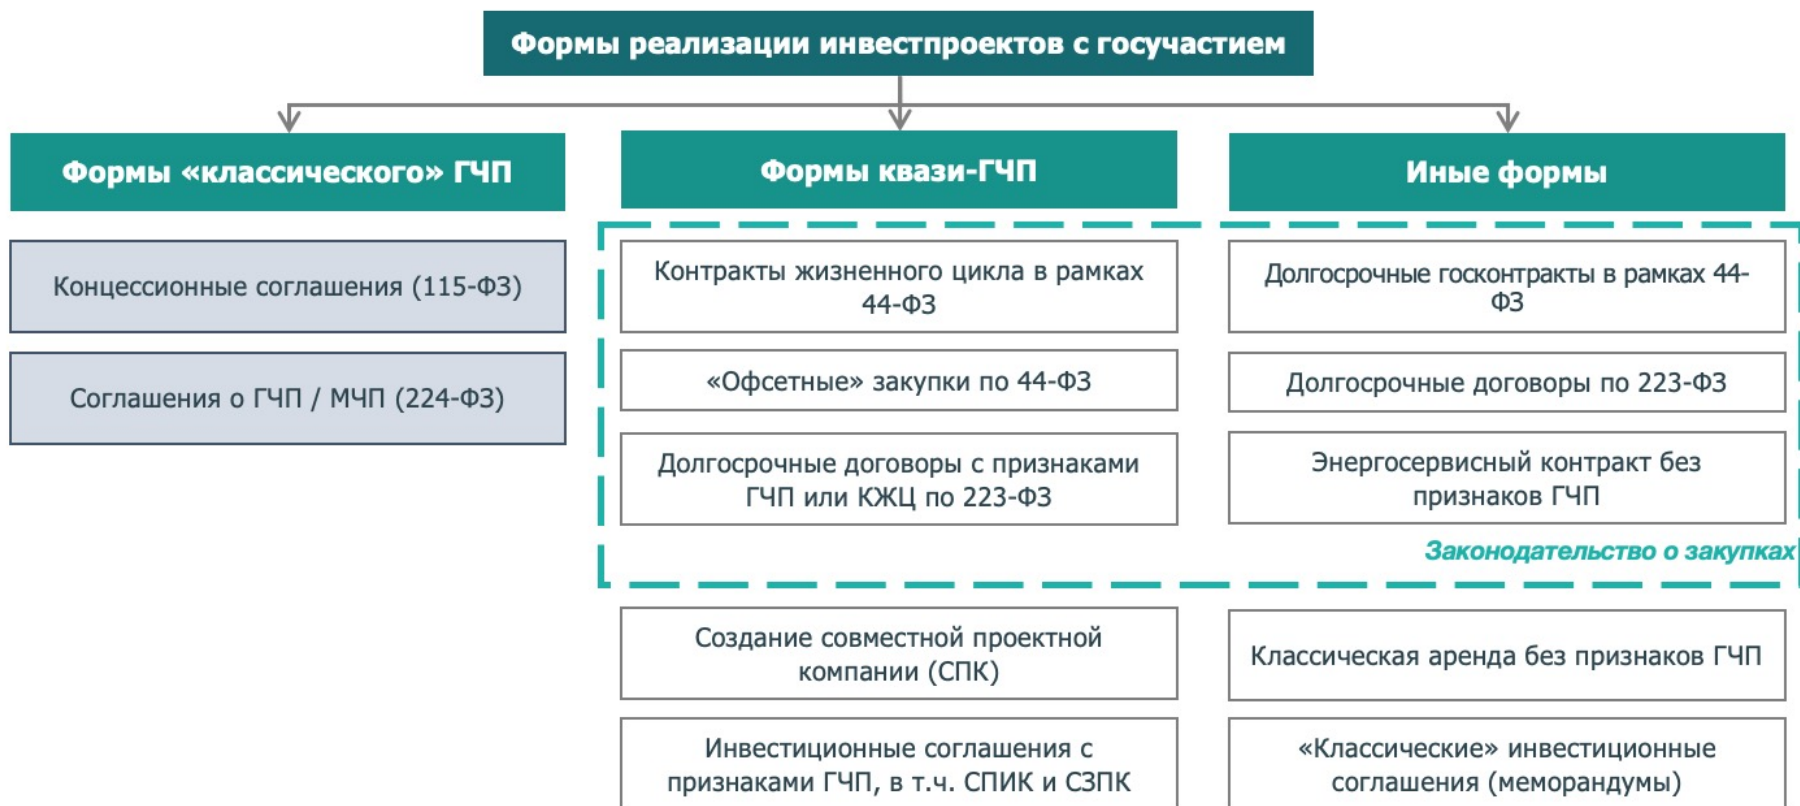 Формы реализации инвестпроектов с госучастием
Формы «классического» ГЧП
Концессионные соглашения (115-ФЗ)
Соглашения о ГЧП / МЧП (224-ФЗ)
Формы квази-ГЧП
Контракты жизненного цикла в рамках
44-ФЗ
«Офсетные» закупки по 44-ФЗ
Долгосрочные договоры с признаками
ГЧП или КЖЦ по 223-ФЗ
Создание совместной проектной
компании (СПК)
Инвестиционные соглашения с
признаками ГЧП, в т.ч. СПИК и СЗПК
Иные формы
Долгосрочные госконтракты в рамках 44-
ФЗ
Долгосрочные договоры по 223-ФЗ
Энергосервисный контракт без
признаков ГЧП
Законодательство о закупках
Классическая аренда без признаков ГЧП
«Классические» инвестиционные
соглашения (меморандумы)